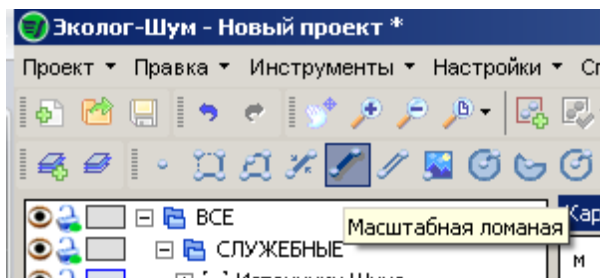 Эколог-Шум - Новый проект *
Проект Правка Инструменты Настройки
ВСЕ
Масштабная ломаная
СЛУЖЕБНЫЕ
м